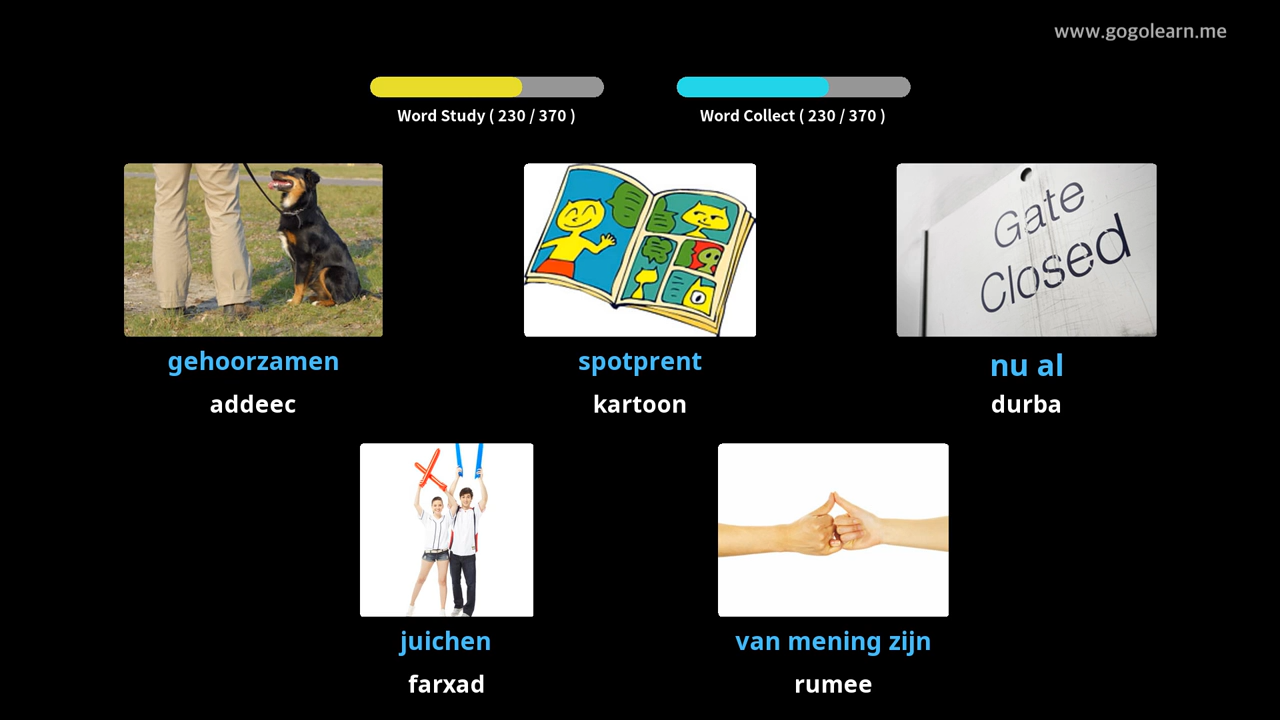 www.gogolearn.me
Word Study ( 230 / 370 )
Word Collect ( 230 / 370 )
Gate
Closed
gehoorzamen
spotprent
nu al
addeec
kartoon
durba
juichen
van mening zijn
farxad
rumee